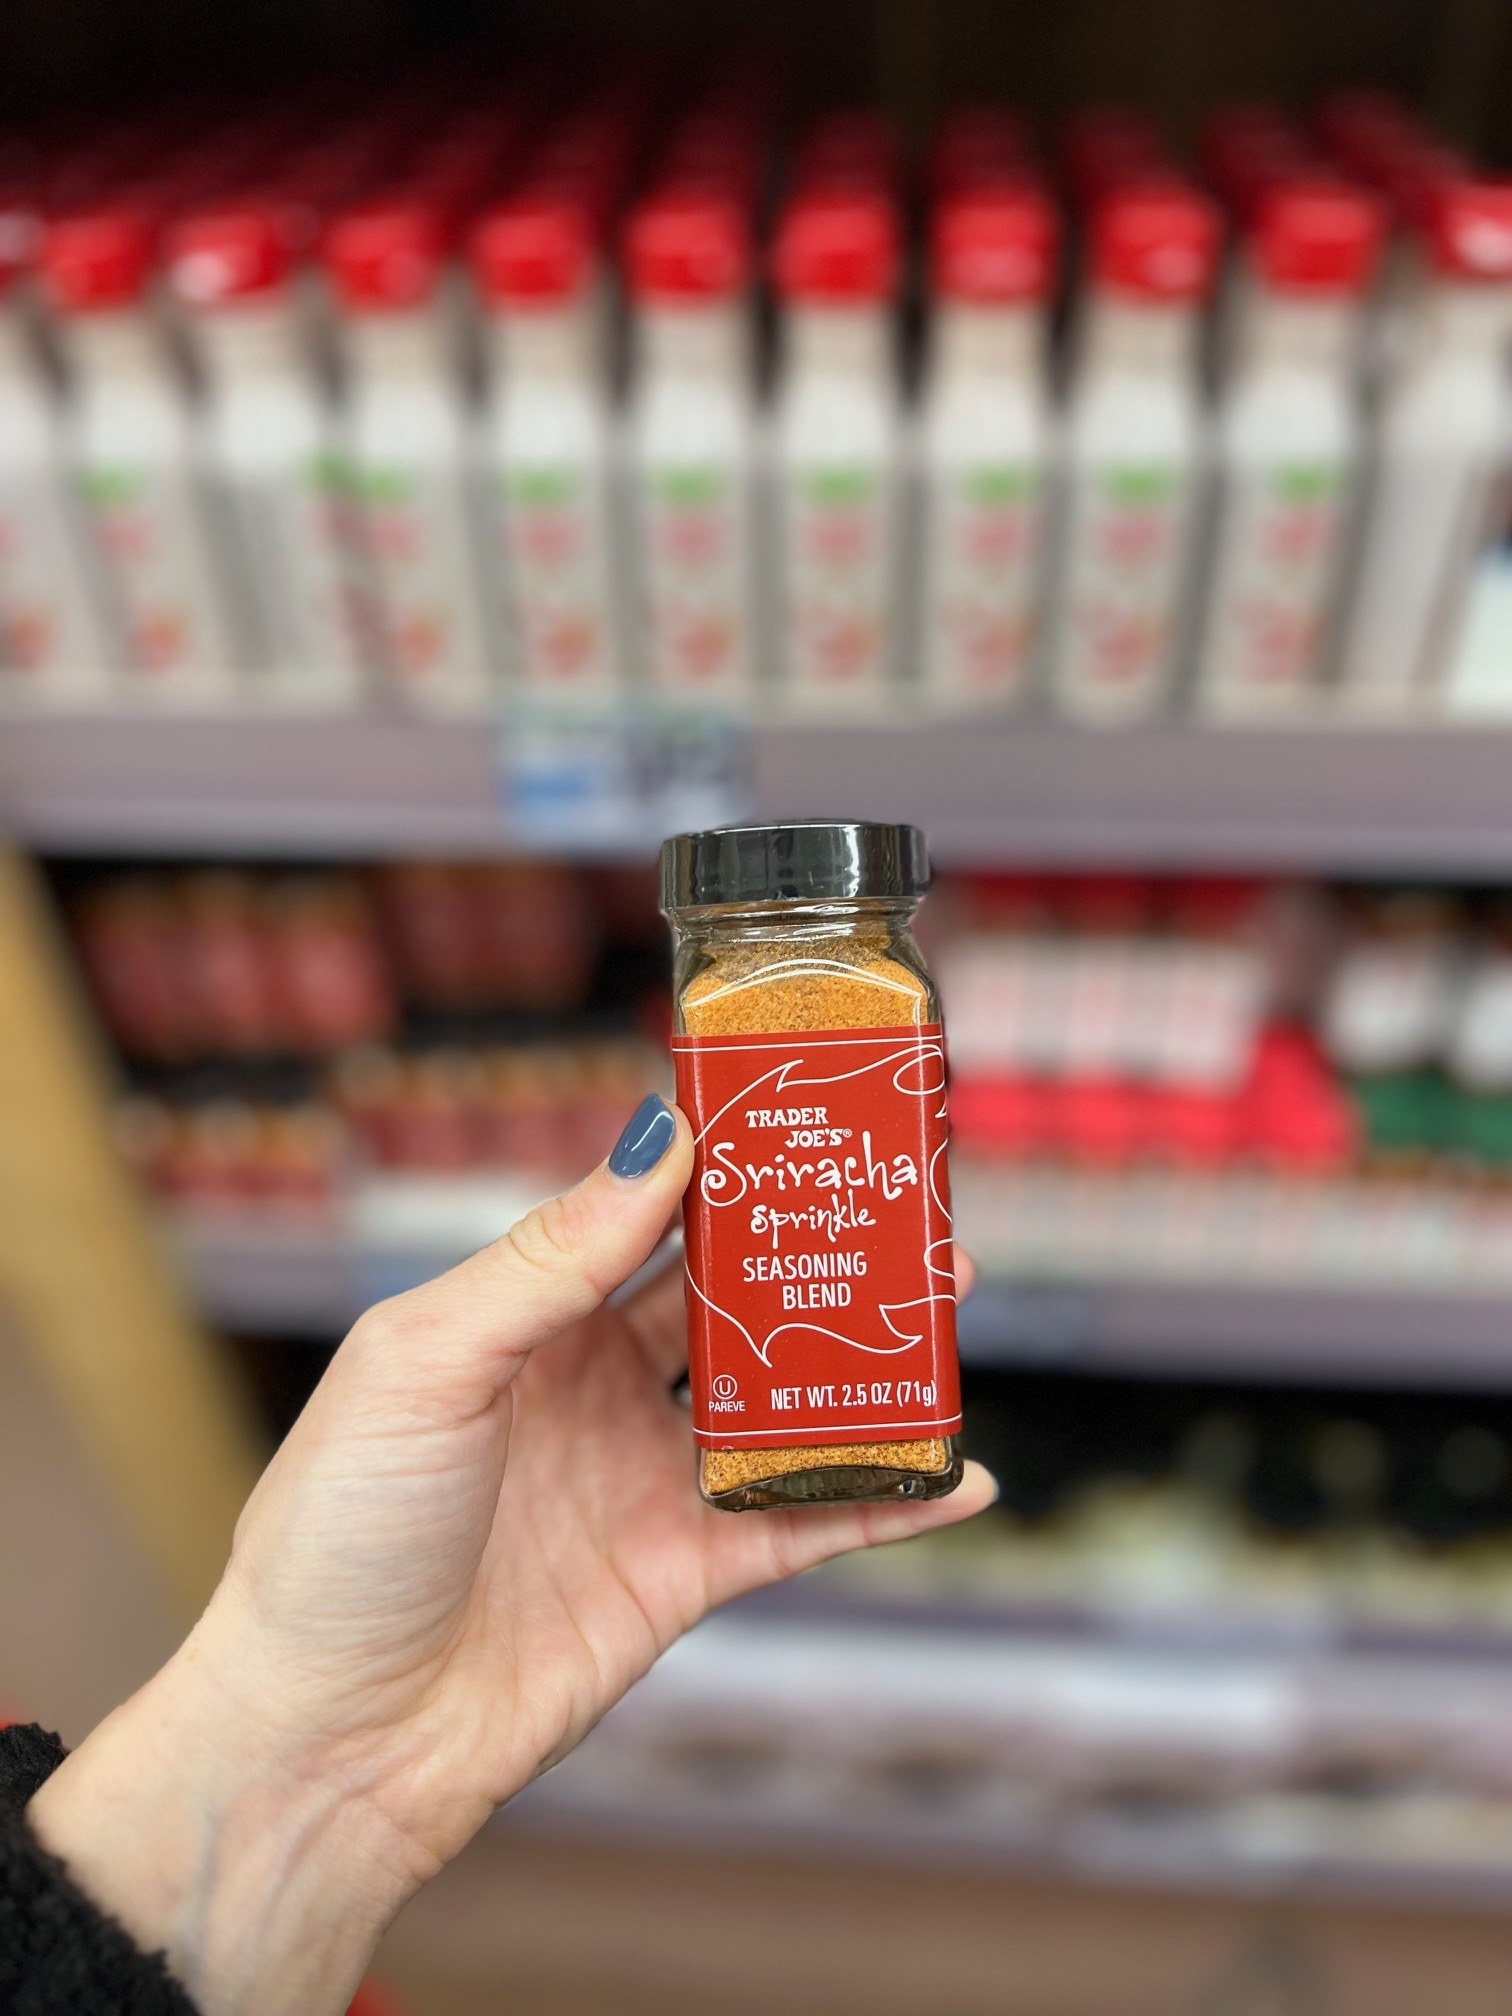 TRADER
JOE'S®
Sriracha
Sprinkle
SEASONING
BLEND
U
PAREVE
NET WT. 2.5 OZ (71g)